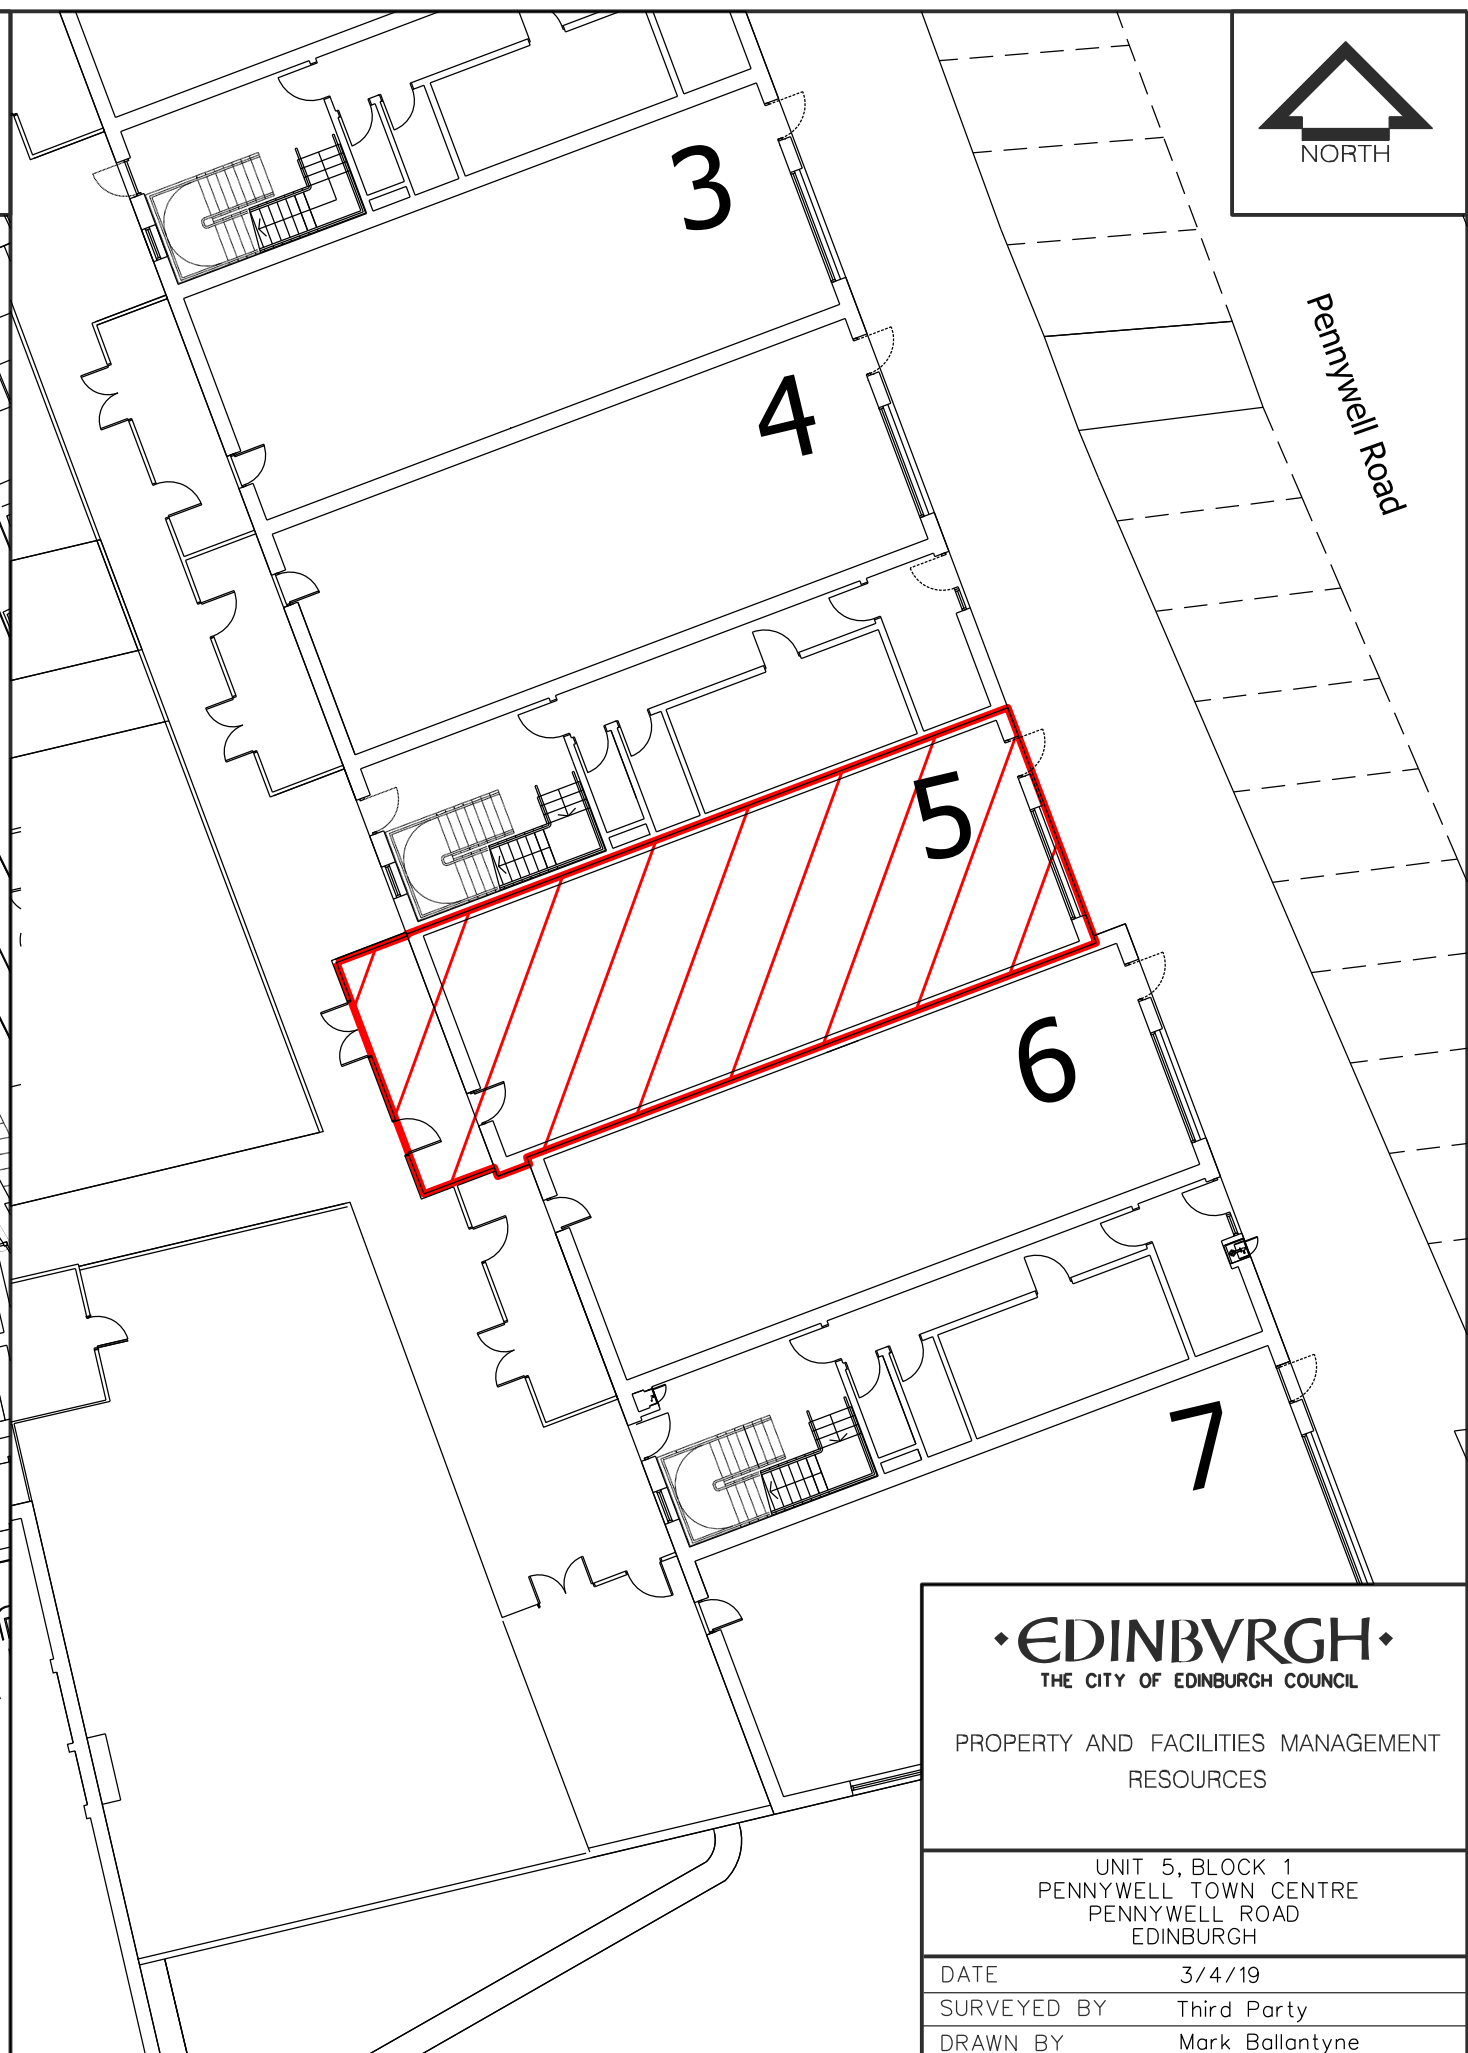 NORTH
3
Pennywell Road
4
5
6
7
EDINBVRGH
THE CITY OF EDINBURGH COUNCIL
PROPERTY AND FACILITIES MANAGEMENT
RESOURCES
UNIT 5, BLOCK 1
PENNYWELL TOWN CENTRE
PENNYWELL ROAD
EDINBURGH
DATE 3/4/19
SURVEYED BY Third Party
DRAWN BY Mark Ballantyne